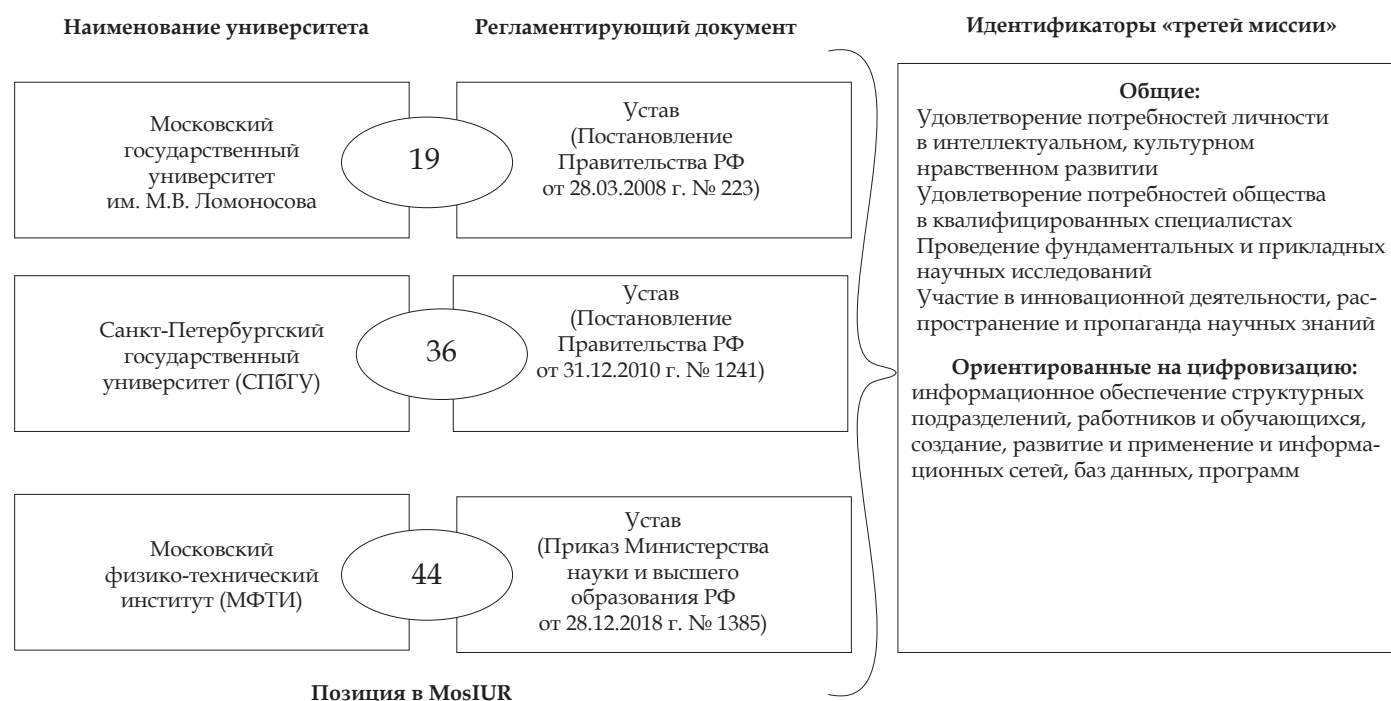 Наименование университета
Регламентирующий документ
Идентификаторы «третей миссии»
Московский
государственный
университет
им. М.В. Ломоносова
19
Устав
(Постановление
Правительства РФ
от 28.03.2008 г. № 223)
Санкт-Петербургский
государственный
университет (СПбГУ)
36
Устав
(Постановление
Правительства РФ
от 31.12.2010 г. № 1241)
Московский
физико-технический
институт (МФТИ)
44
Устав
(Приказ Министерства
науки и высшего
образования РФ
от 28.12.2018 г. № 1385)
Позиция в MosIUR
Общие:
Удовлетворение потребностей личности
в интеллектуальном, культурном
нравственном развитии
Удовлетворение потребностей общества
в квалифицированных специалистах
Проведение фундаментальных и прикладных
научных исследований
Участие в инновационной деятельности, рас-
пространение и пропаганда научных знаний
Ориентированные на цифровизацию:
информационное обеспечение структурных
подразделений, работников и обучающихся,
создание, развитие и применение и информа-
ционных сетей, баз данных, программ